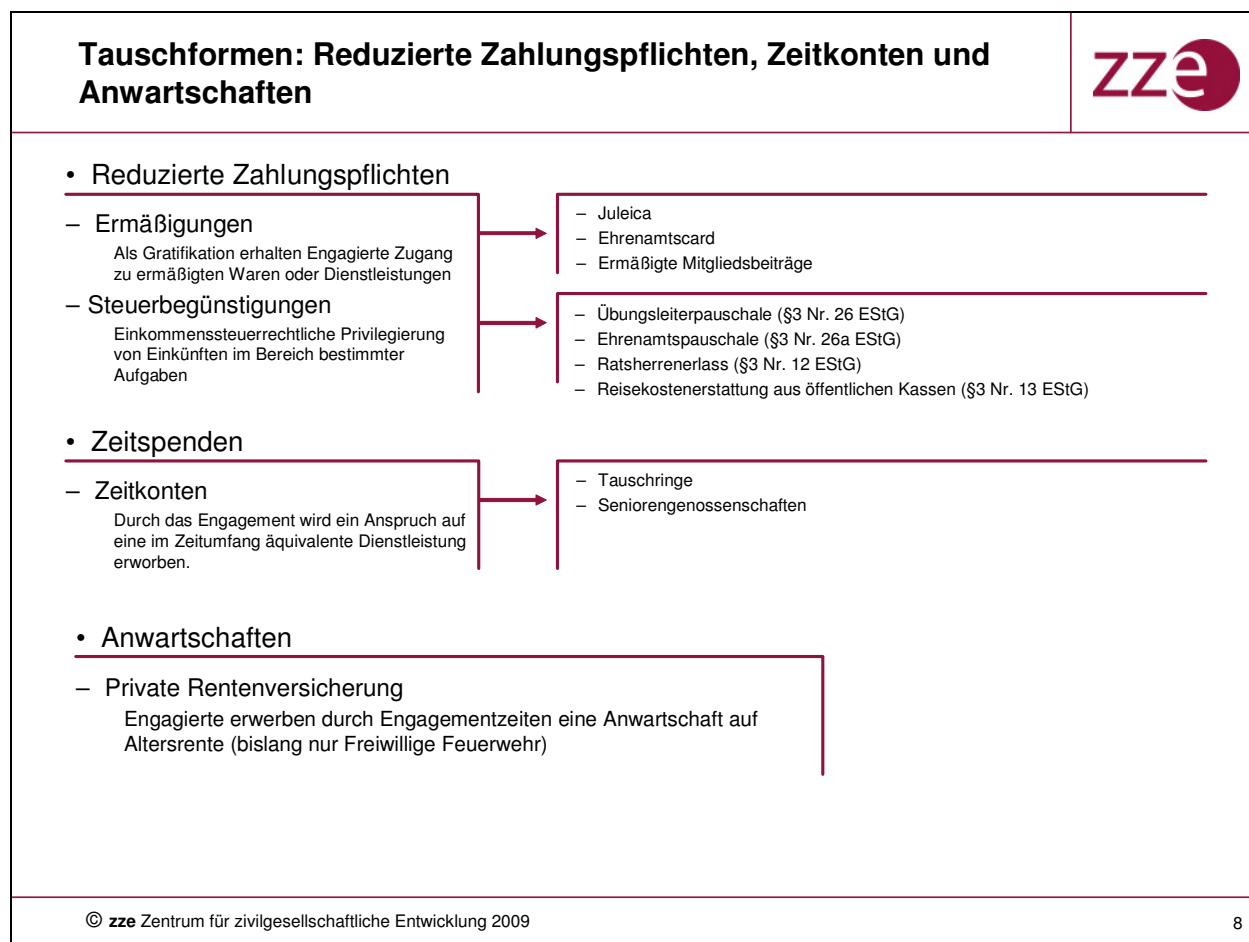 Tauschformen: Reduzierte Zahlungspflichten, Zeitkonten und
Anwartschaften
zze
• Reduzierte Zahlungspflichten
– Ermäßigungen
Als Gratifikation erhalten Engagierte Zugang
zu ermäßigten Waren oder Dienstleistungen
– Juleica
– Ehrenamtscard
– Ermäßigte Mitgliedsbeiträge
– Steuerbegünstigungen
Einkommenssteuerrechtliche Privilegierung
von Einkünften im Bereich bestimmter
Aufgaben
– Übungsleiterpauschale (§3 Nr. 26 EStG)
– Ehrenamtspauschale (§3 Nr. 26a EStG)
– Ratsherrenerlass (§3 Nr. 12 EStG)
– Reisekostenerstattung aus öffentlichen Kassen (§3 Nr. 13 EStG)
• Zeitspenden
– Zeitkonten
Durch das Engagement wird ein Anspruch auf
eine im Zeitumfang äquivalente Dienstleistung
erworben.
– Tauschringe
– Seniorengenossenschaften
• Anwartschaften
– Private Rentenversicherung
Engagierte erwerben durch Engagementzeiten eine Anwartschaft auf
Altersrente (bislang nur Freiwillige Feuerwehr)
© zze Zentrum für zivilgesellschaftliche Entwicklung 2009
8